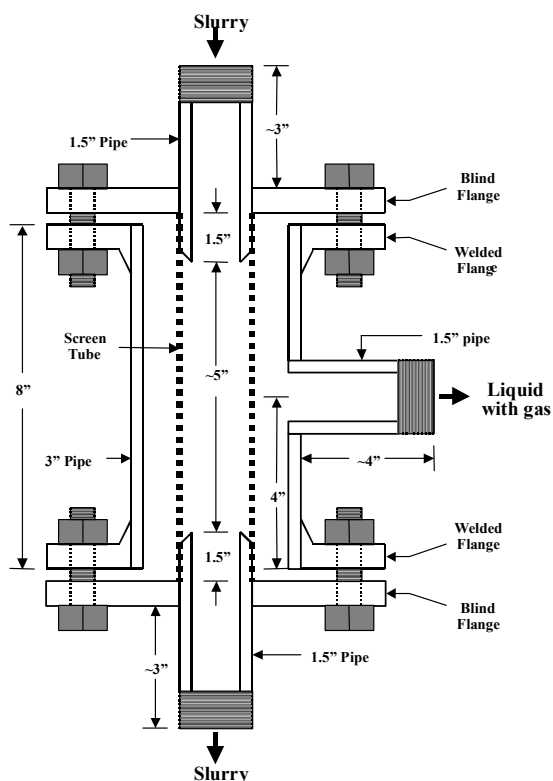 Slurry
1.5” Pipe
~3”
Blind
Flange
1.5”
Welded
Flange
1.5” pipe
Screen
Tube
~5”
8”
Liquid
with gas
3” Pipe
4”
~4”
Welded
Flange
1.5”
Blind
Flange
~3”
1.5” Pipe
Slurry